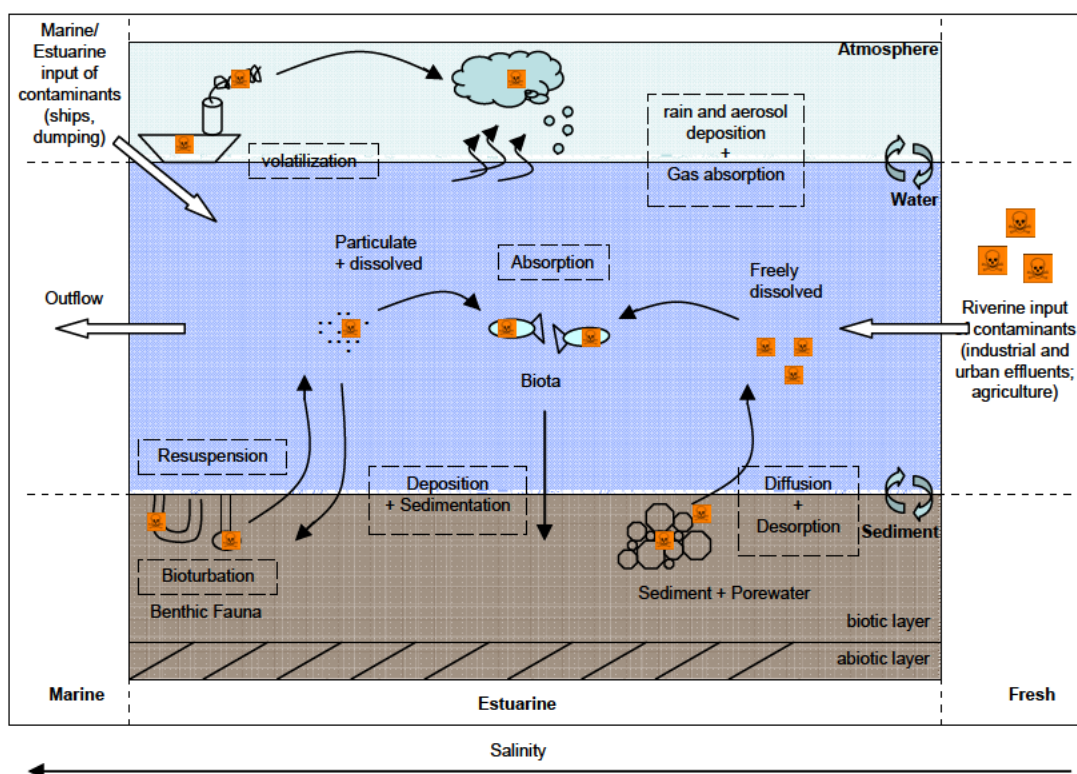 Marine/
Estuarine
input of
contaminants
(ships,
dumping)
Atmosphere
rain and aerosol
deposition
+
Gas absorption
volatilization
Water
Particulate
+ dissolved
Absorption
Freely
dissolved
Outflow
Riverine input
contaminants
(industrial and
urban effluents;
agriculture)
Biota
Resuspension
Deposition
+ Sedimentation
Diffusion
+
Desorption
Sediment
Bioturbation
Benthic Fauna
Sediment + Porewater
biotic layer
abiotic layer
Marine
Estuarine
Fresh
Salinity